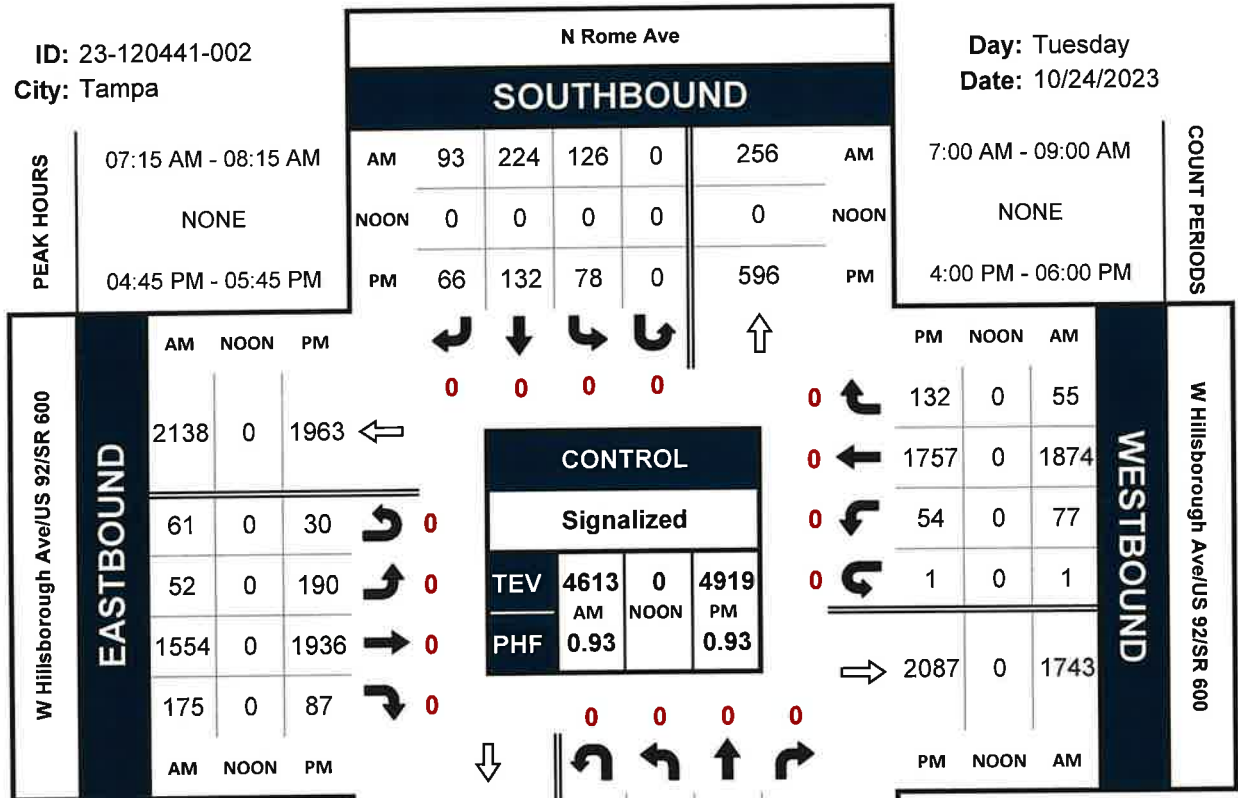 ID: 23-120441-002
City: Tampa
N Rome Ave
SOUTHBOUND
Day: Tuesday
Date: 10/24/2023
PEAK HOURS
07:15 AM - 08:15 AM
NONE
04:45 PM - 05:45 PM
AM 93 224 126 0 256 AM
NOON 0 0 0 0 0 NOON
PM 66 132 78 0 596 PM
7:00 AM - 09:00 AM
NONE
4:00 PM - 06:00 PM
COUNT PERIODS
0 0 0 0
W Hillsborough Ave/US 92/SR 600
EASTBOUND
AM NOON PM
2138 0 1963
61 0 30 0
52 0 190 0
1554 0 1936 0
175 0 87 0
AM NOON PM
CONTROL
Signalized
TEV 4613 0 4919
AM NOON PM
PHF 0.93 0.93
PM NOON AM
0 132 0 55
0 1757 0 1874
0 54 0 77
0 1 0 1
2087 0 1743
PM NOON AM
WESTBOUND
W Hillsborough Ave/US 92/SR 600
0 0 0 0